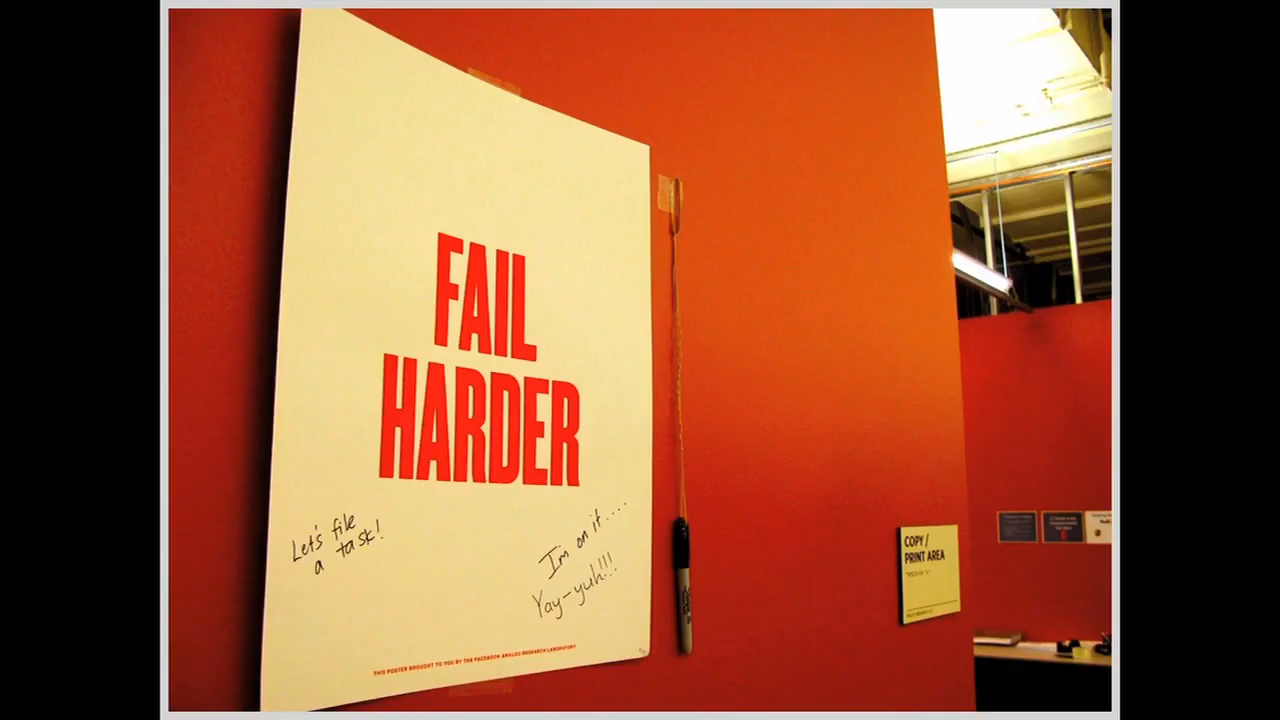 FAIL
HARDER
Let's file
a task!
I'm on it....
Yay-yuh!!!
THIS POSTER BROUGHT TO YOU BY THE FACEBOOK ANALOG RESEARCH LABORATORY
COPY /
PRINT AREA